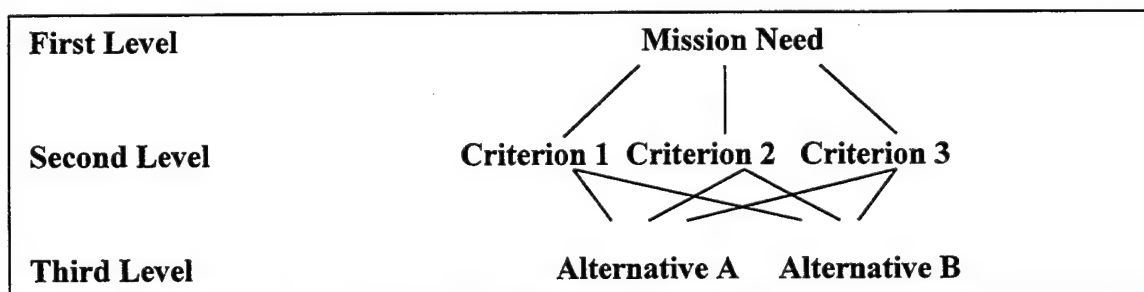 First Level Mission Need
Second Level Criterion 1 Criterion 2 Criterion 3
Third Level Alternative A Alternative B